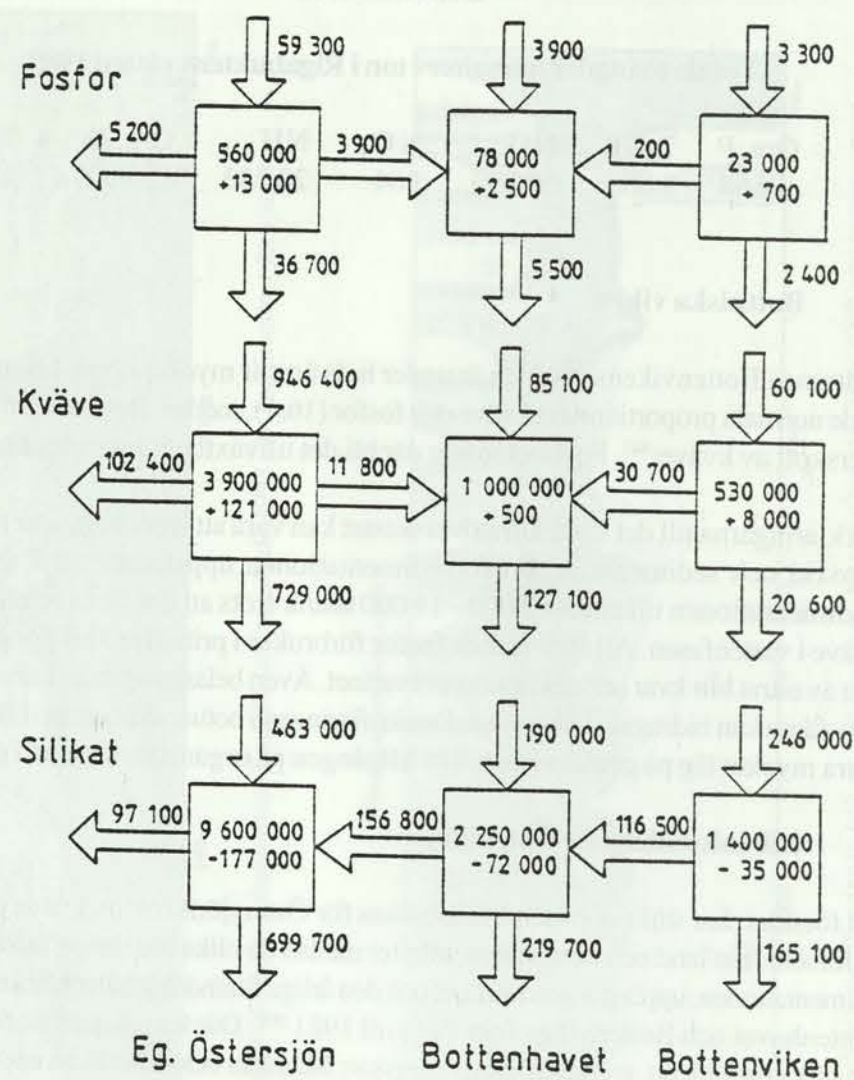 59 300 3 900 3 300
Fosfor
5 200 3 900 200
560 000 78 000 23 000
+13 000 +2 500 + 700
36 700 5 500 2 400
946 400 85 100 60 100
Kväve
102 400 11 800 30 700
3 900 000 1 000 000 530 000
+121 000 + 500 + 8 000
729 000 127 100 20 600
463 000 190 000 246 000
Silikat
97 100 156 800 116 500
9 600 000 2 250 000 1 400 000
-177 000 -72 000 - 35 000
699 700 219 700 165 100
Eg. Östersjön Bottenhavet Bottenviken